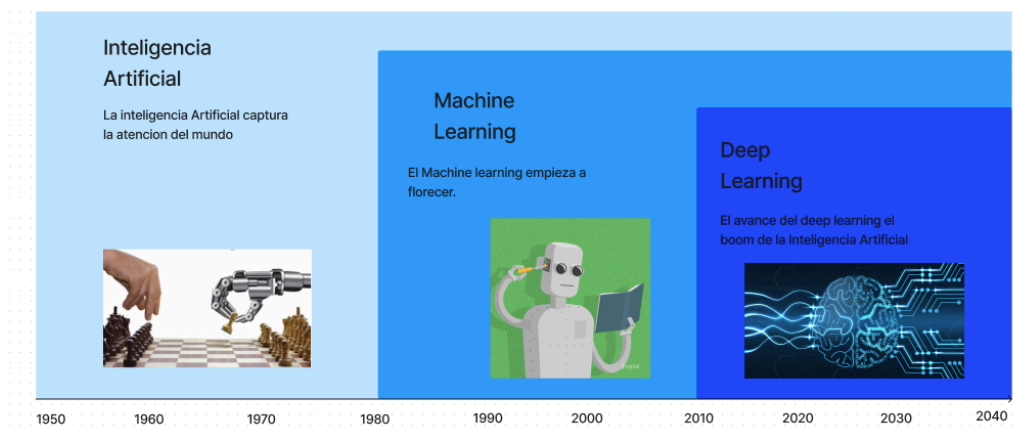 Inteligencia
Artificial
La inteligencia Artificial captura
la atencion del mundo
Machine
Learning
El Machine learning empieza a
florecer.
Deep
Learning
El avance del deep learning el
boom de la Inteligencia Artificial
1950 1960 1970 1980 1990 2000 2010 2020 2030 2040